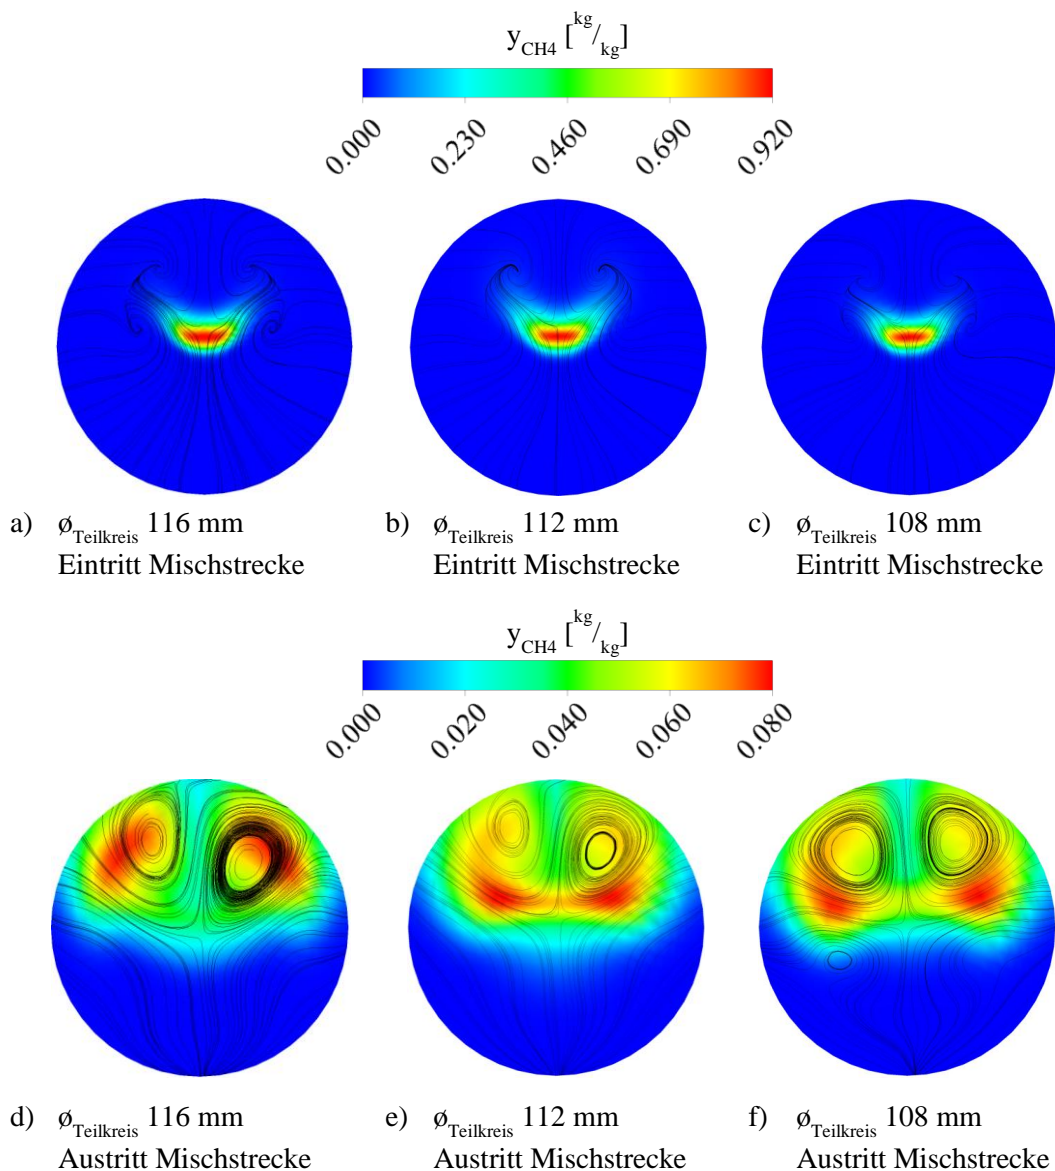 y_CH4 [kg/kg]
0.000 0.230 0.460 0.690 0.920
a) ø_Teilkreis 116 mm
Eintritt Mischstrecke
b) ø_Teilkreis 112 mm
Eintritt Mischstrecke
c) ø_Teilkreis 108 mm
Eintritt Mischstrecke
y_CH4 [kg/kg]
0.000 0.020 0.040 0.060 0.080
d) ø_Teilkreis 116 mm
Austritt Mischstrecke
e) ø_Teilkreis 112 mm
Austritt Mischstrecke
f) ø_Teilkreis 108 mm
Austritt Mischstrecke